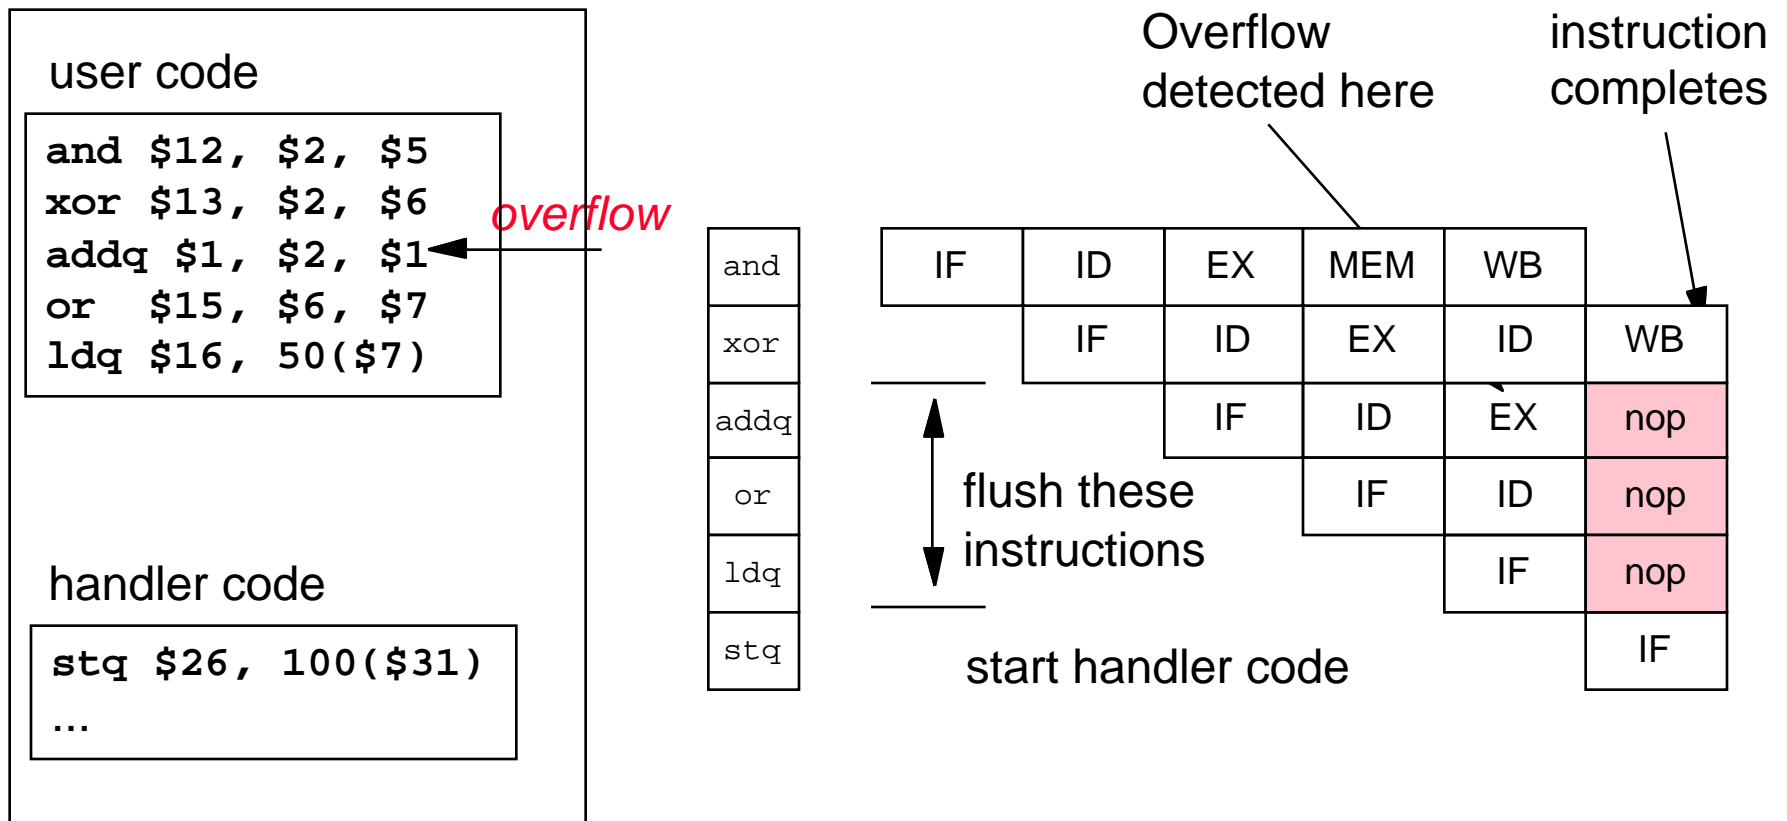 user code
and $12, $2, $5
xor $13, $2, $6
addq $1, $2, $1
or $15, $6, $7
ldq $16, 50($7)
overflow
handler code
stq $26, 100($31)
...
Overflow
detected here
instruction
completes
and IF ID EX MEM WB
xor IF ID EX ID WB
addq IF ID EX nop
or IF ID nop
ldq IF nop
stq IF
flush these
instructions
start handler code